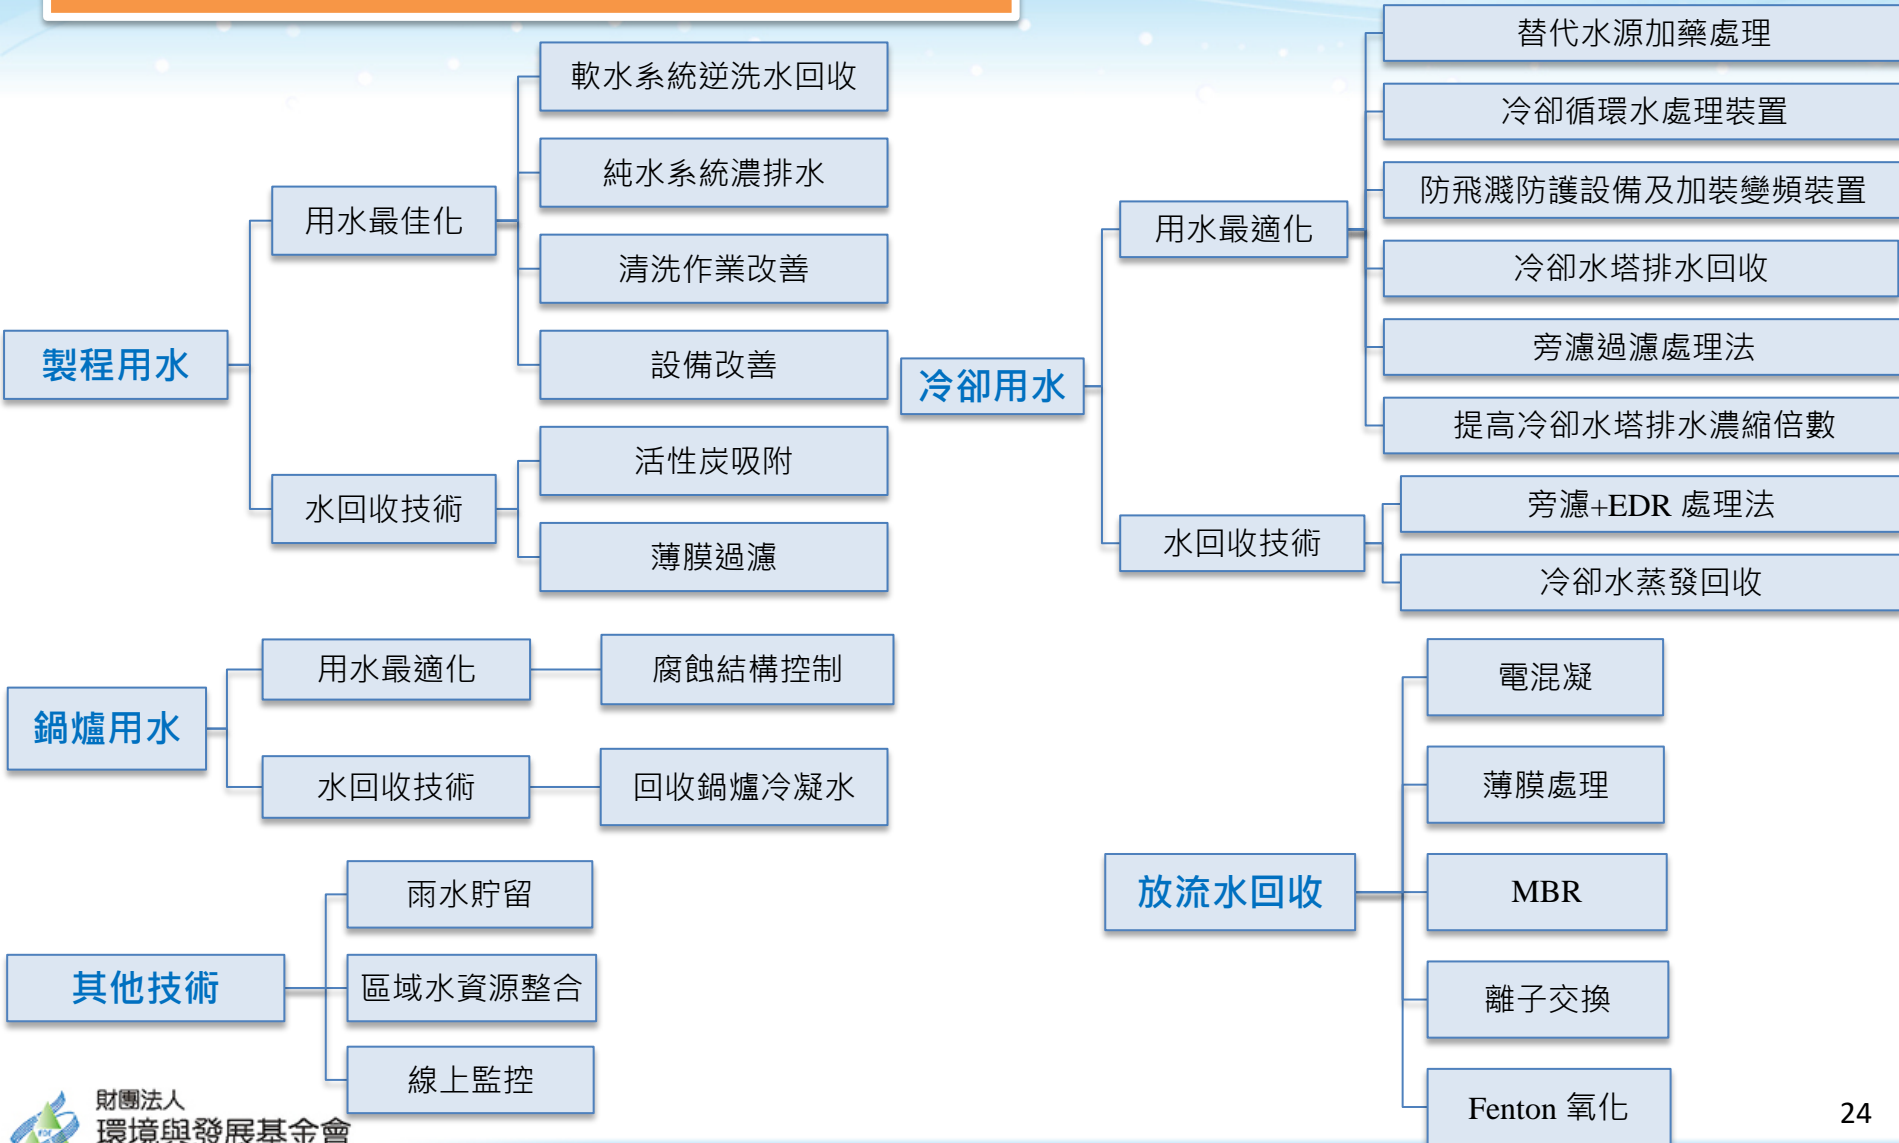 製程用水
用水最佳化
軟水系統逆洗水回收
純水系統濃排水
清洗作業改善
設備改善
水回收技術
活性炭吸附
薄膜過濾
冷卻用水
用水最適化
替代水源加藥處理
冷卻循環水處理裝置
防飛濺防護設備及加裝變頻裝置
冷卻水塔排水回收
旁濾過濾處理法
提高冷卻水塔排水濃縮倍數
水回收技術
旁濾+EDR 處理法
冷卻水蒸發回收
鍋爐用水
用水最適化
腐蝕結構控制
水回收技術
回收鍋爐冷凝水
放流水回收
電混凝
薄膜處理
MBR
離子交換
Fenton 氧化
其他技術
雨水貯留
區域水資源整合
線上監控
財團法人
環境與發展基金會
24